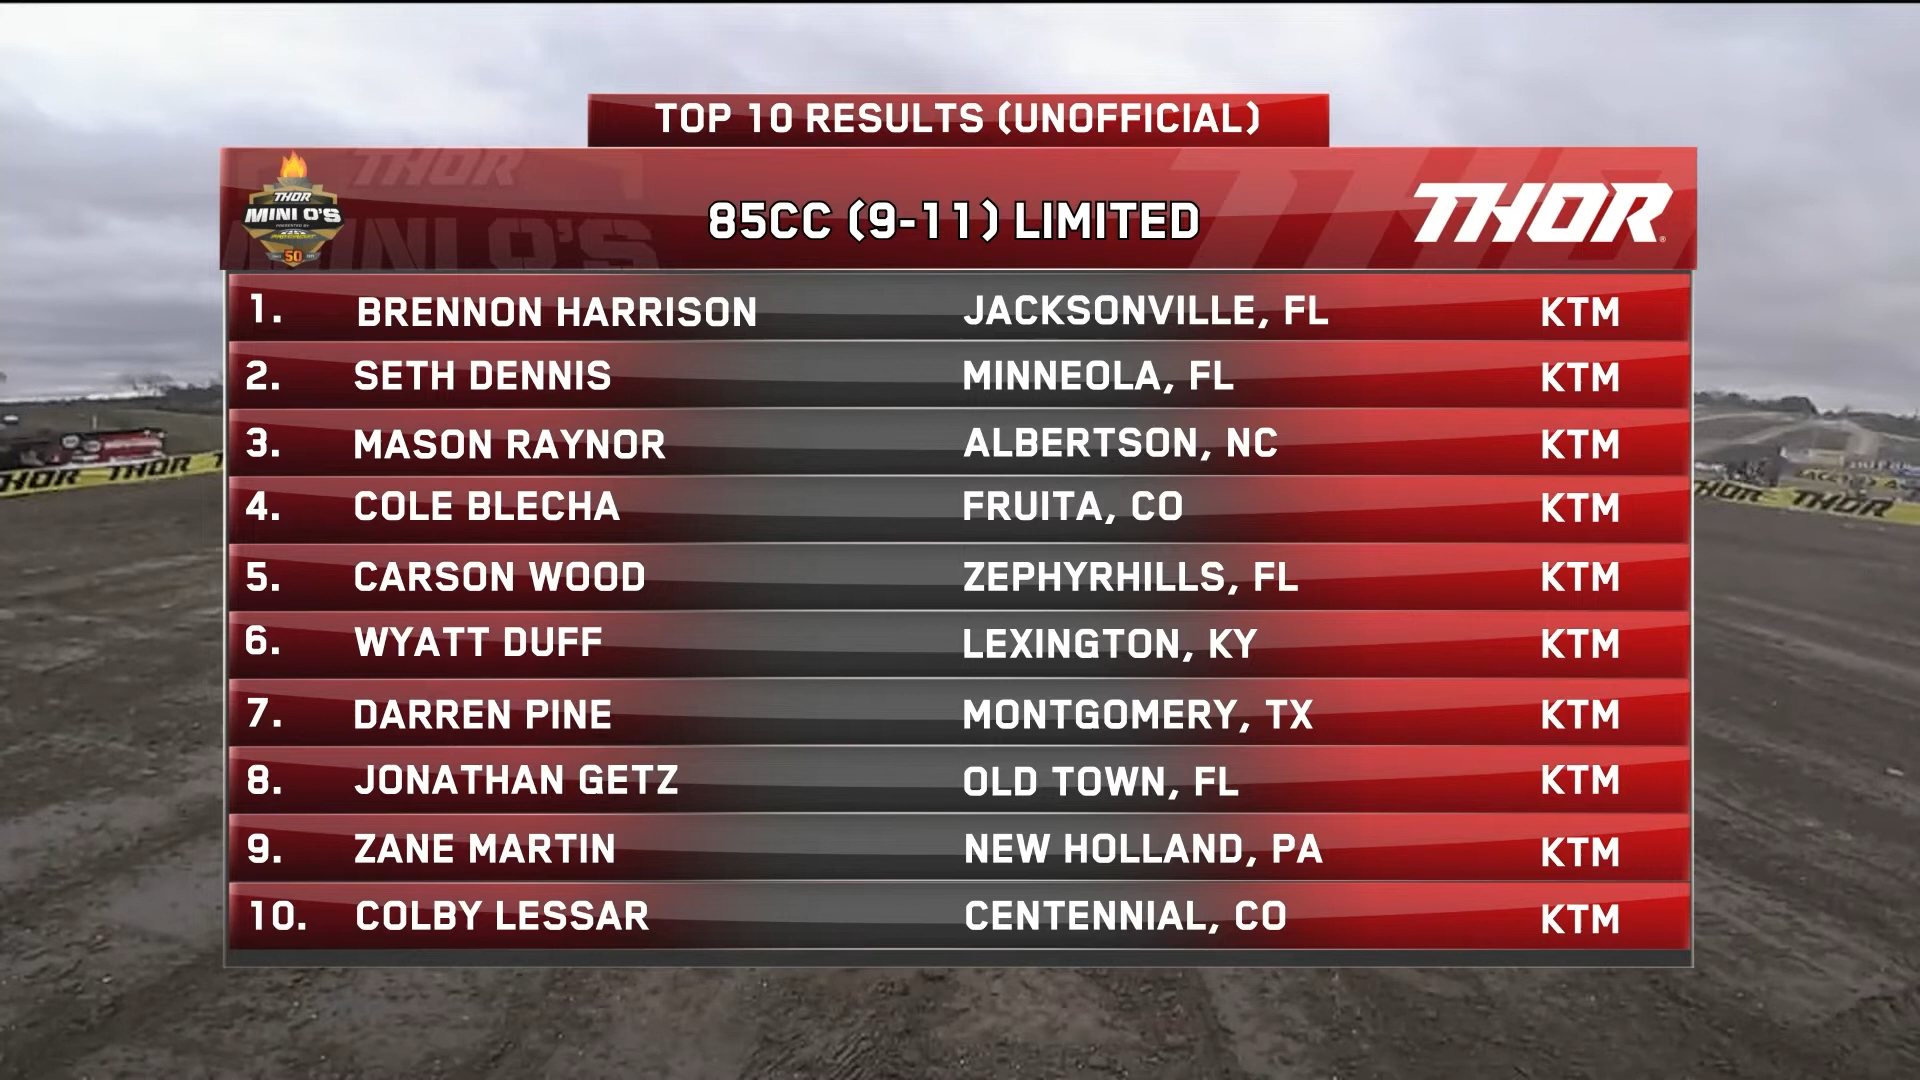 TOP 10 RESULTS (UNOFFICIAL)
THOR
MINI O'S
PRESENTED BY
50
THOR
MINI O'S
85CC (9-11) LIMITED
THOR
1. BRENNON HARRISON JACKSONVILLE, FL KTM
2. SETH DENNIS MINNEOLA, FL KTM
3. MASON RAYNOR ALBERTSON, NC KTM
4. COLE BLECHA FRUITA, CO KTM
5. CARSON WOOD ZEPHYRHILLS, FL KTM
6. WYATT DUFF LEXINGTON, KY KTM
7. DARREN PINE MONTGOMERY, TX KTM
8. JONATHAN GETZ OLD TOWN, FL KTM
9. ZANE MARTIN NEW HOLLAND, PA KTM
10. COLBY LESSAR CENTENNIAL, CO KTM
THOR THOR
THOR THOR